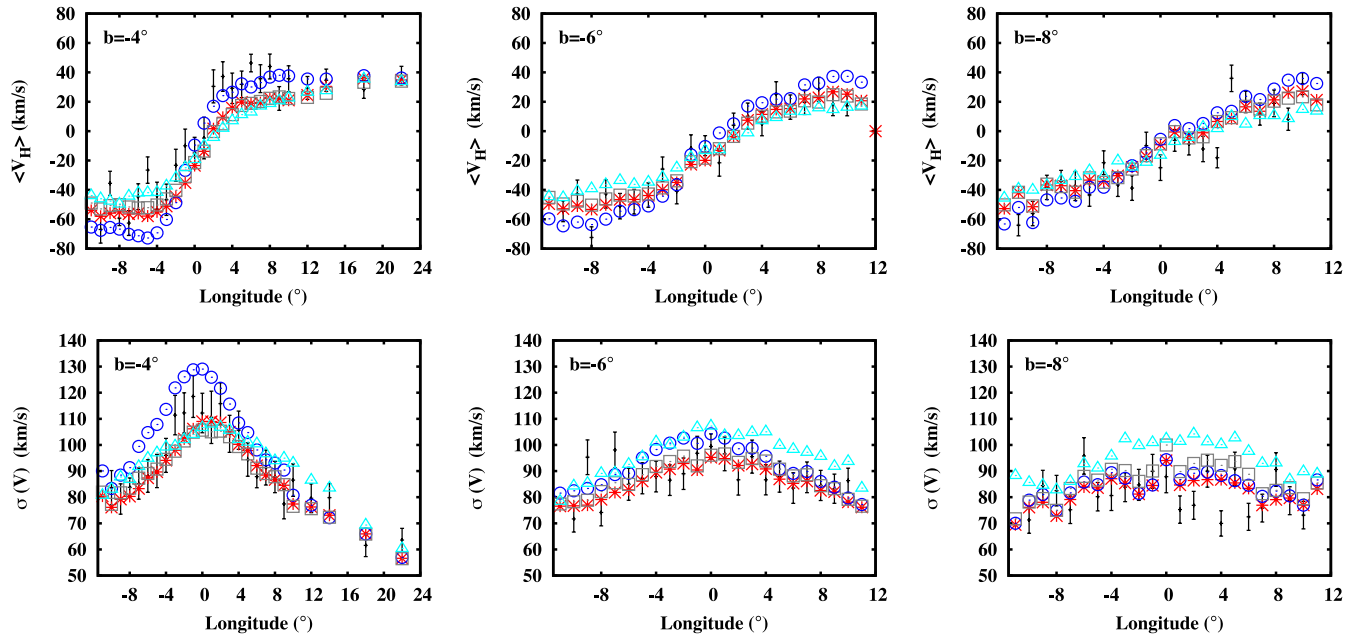 b=-4°
<V_H> (km/s)
80
60
40
20
0
-20
-40
-60
-80
-8 -4 0 4 8 12 16 20 24
Longitude (°)
b=-6°
<V_H> (km/s)
80
60
40
20
0
-20
-40
-60
-80
-8 -4 0 4 8 12
Longitude (°)
b=-8°
<V_H> (km/s)
80
60
40
20
0
-20
-40
-60
-80
-8 -4 0 4 8 12
Longitude (°)
b=-4°
σ (V) (km/s)
140
130
120
110
100
90
80
70
60
50
-8 -4 0 4 8 12 16 20 24
Longitude (°)
b=-6°
σ (V) (km/s)
140
130
120
110
100
90
80
70
60
50
-8 -4 0 4 8 12
Longitude (°)
b=-8°
σ (V) (km/s)
140
130
120
110
100
90
80
70
60
50
-8 -4 0 4 8 12
Longitude (°)